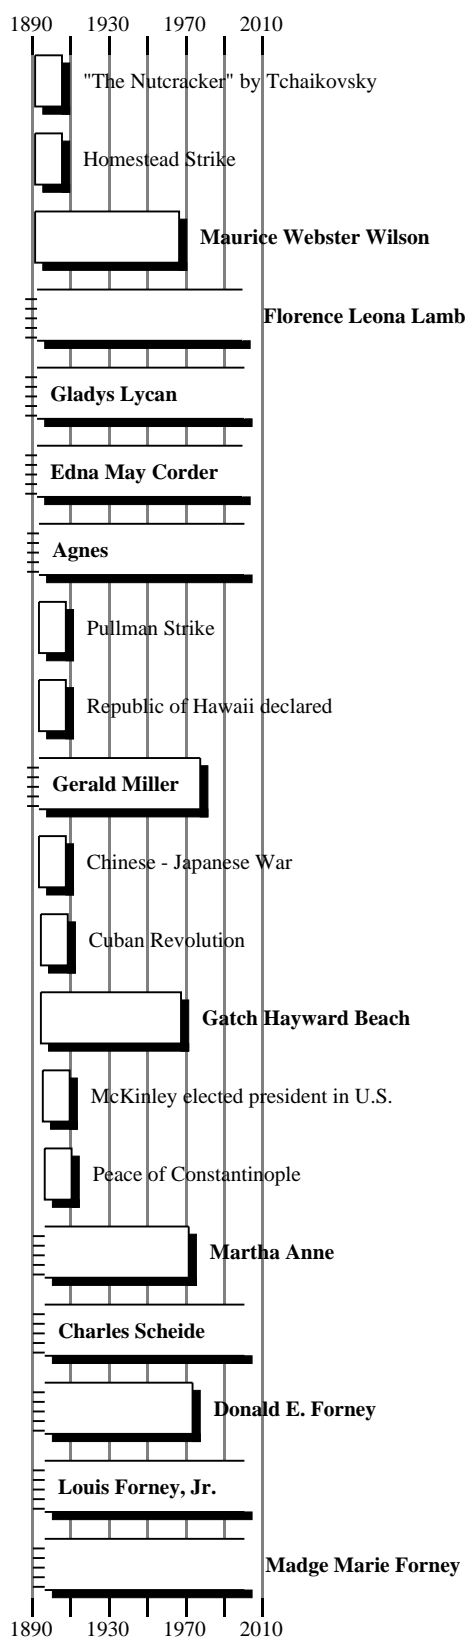 1890 1930 1970 2010
"The Nutcracker" by Tchaikovsky
Homestead Strike
Maurice Webster Wilson
Florence Leona Lamb
Gladys Lycan
Edna May Corder
Agnes
Pullman Strike
Republic of Hawaii declared
Gerald Miller
Chinese - Japanese War
Cuban Revolution
Gatch Hayward Beach
McKinley elected president in U.S.
Peace of Constantinople
Martha Anne
Charles Scheide
Donald E. Forney
Louis Forney, Jr.
Madge Marie Forney
1890 1930 1970 2010